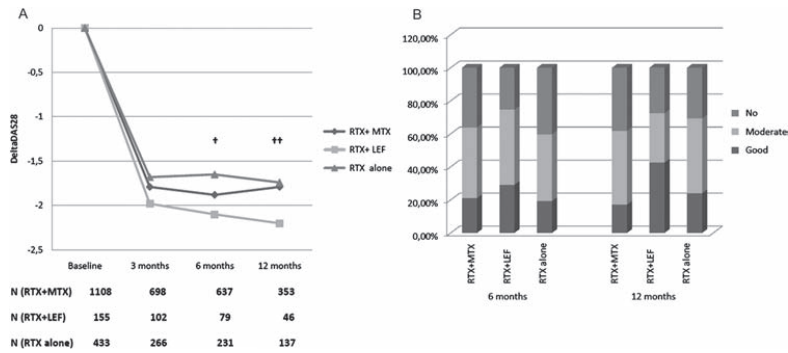 A
0
-0,5
-1
-1,5
-2
-2,5
DeltaDAS28
† ††
RTX+ MTX
RTX+ LEF
RTX alone
Baseline 3 months 6 months 12 months
N (RTX+MTX) 1108 698 637 353
N (RTX+LEF) 155 102 79 46
N (RTX alone) 433 266 231 137
B
120,00%
100,00%
80,00%
60,00%
40,00%
20,00%
0,00%
No
Moderate
Good
RTX+MTX RTX+LEF RTX alone RTX+MTX RTX+LEF RTX alone
6 months 12 months